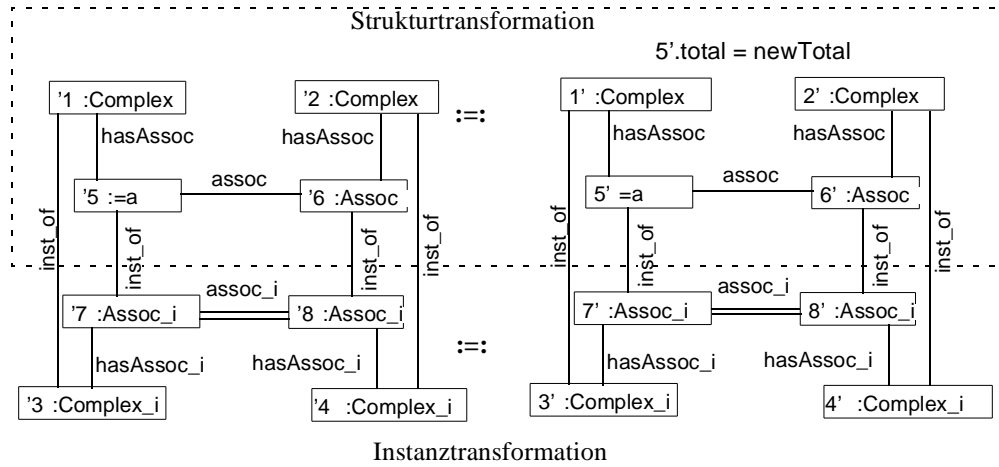 Strukturtransformation
5'.total = newTotal
'1 :Complex
'2 :Complex
:=:
1' :Complex
2' :Complex
hasAssoc
hasAssoc
hasAssoc
hasAssoc
assoc
assoc
'5 :=a
'6 :Assoc
5' =a
6' :Assoc
inst_of
inst_of
inst_of
inst_of
inst_of
inst_of
inst_of
inst_of
assoc_i
assoc_i
'7 :Assoc_i
'8 :Assoc_i
7' :Assoc_i
8' :Assoc_i
:=:
hasAssoc_i
hasAssoc_i
hasAssoc_i
hasAssoc_i
'3 :Complex_i
'4 :Complex_i
3' :Complex_i
4' :Complex_i
Instanztransformation